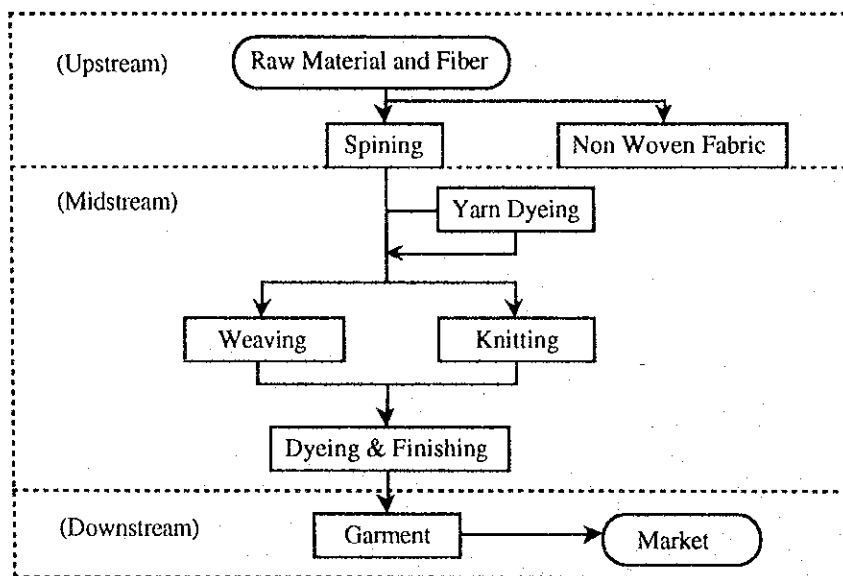 (Upstream)
Raw Material and Fiber
Spining
Non Woven Fabric
(Midstream)
Yarn Dyeing
Weaving
Knitting
Dyeing & Finishing
(Downstream)
Garment
Market